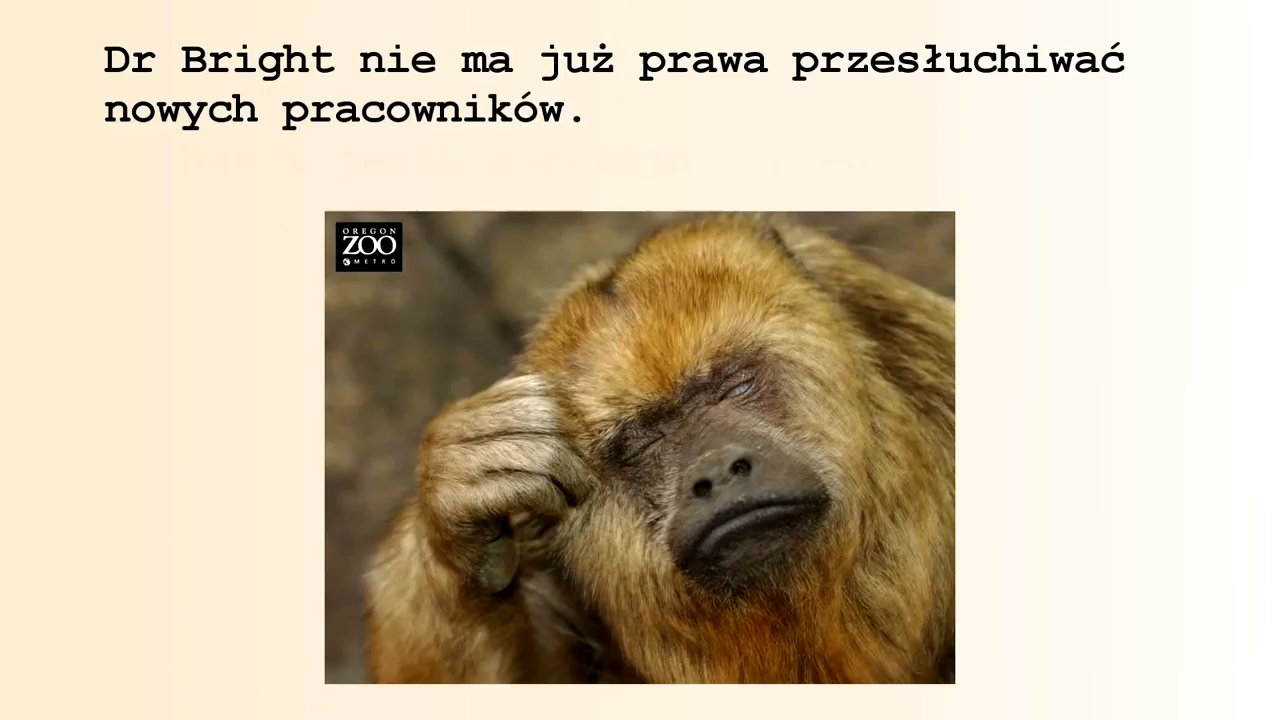 Dr Bright nie ma już prawa przesłuchiwać
nowych pracowników.
OREGON
ZOO
METRO